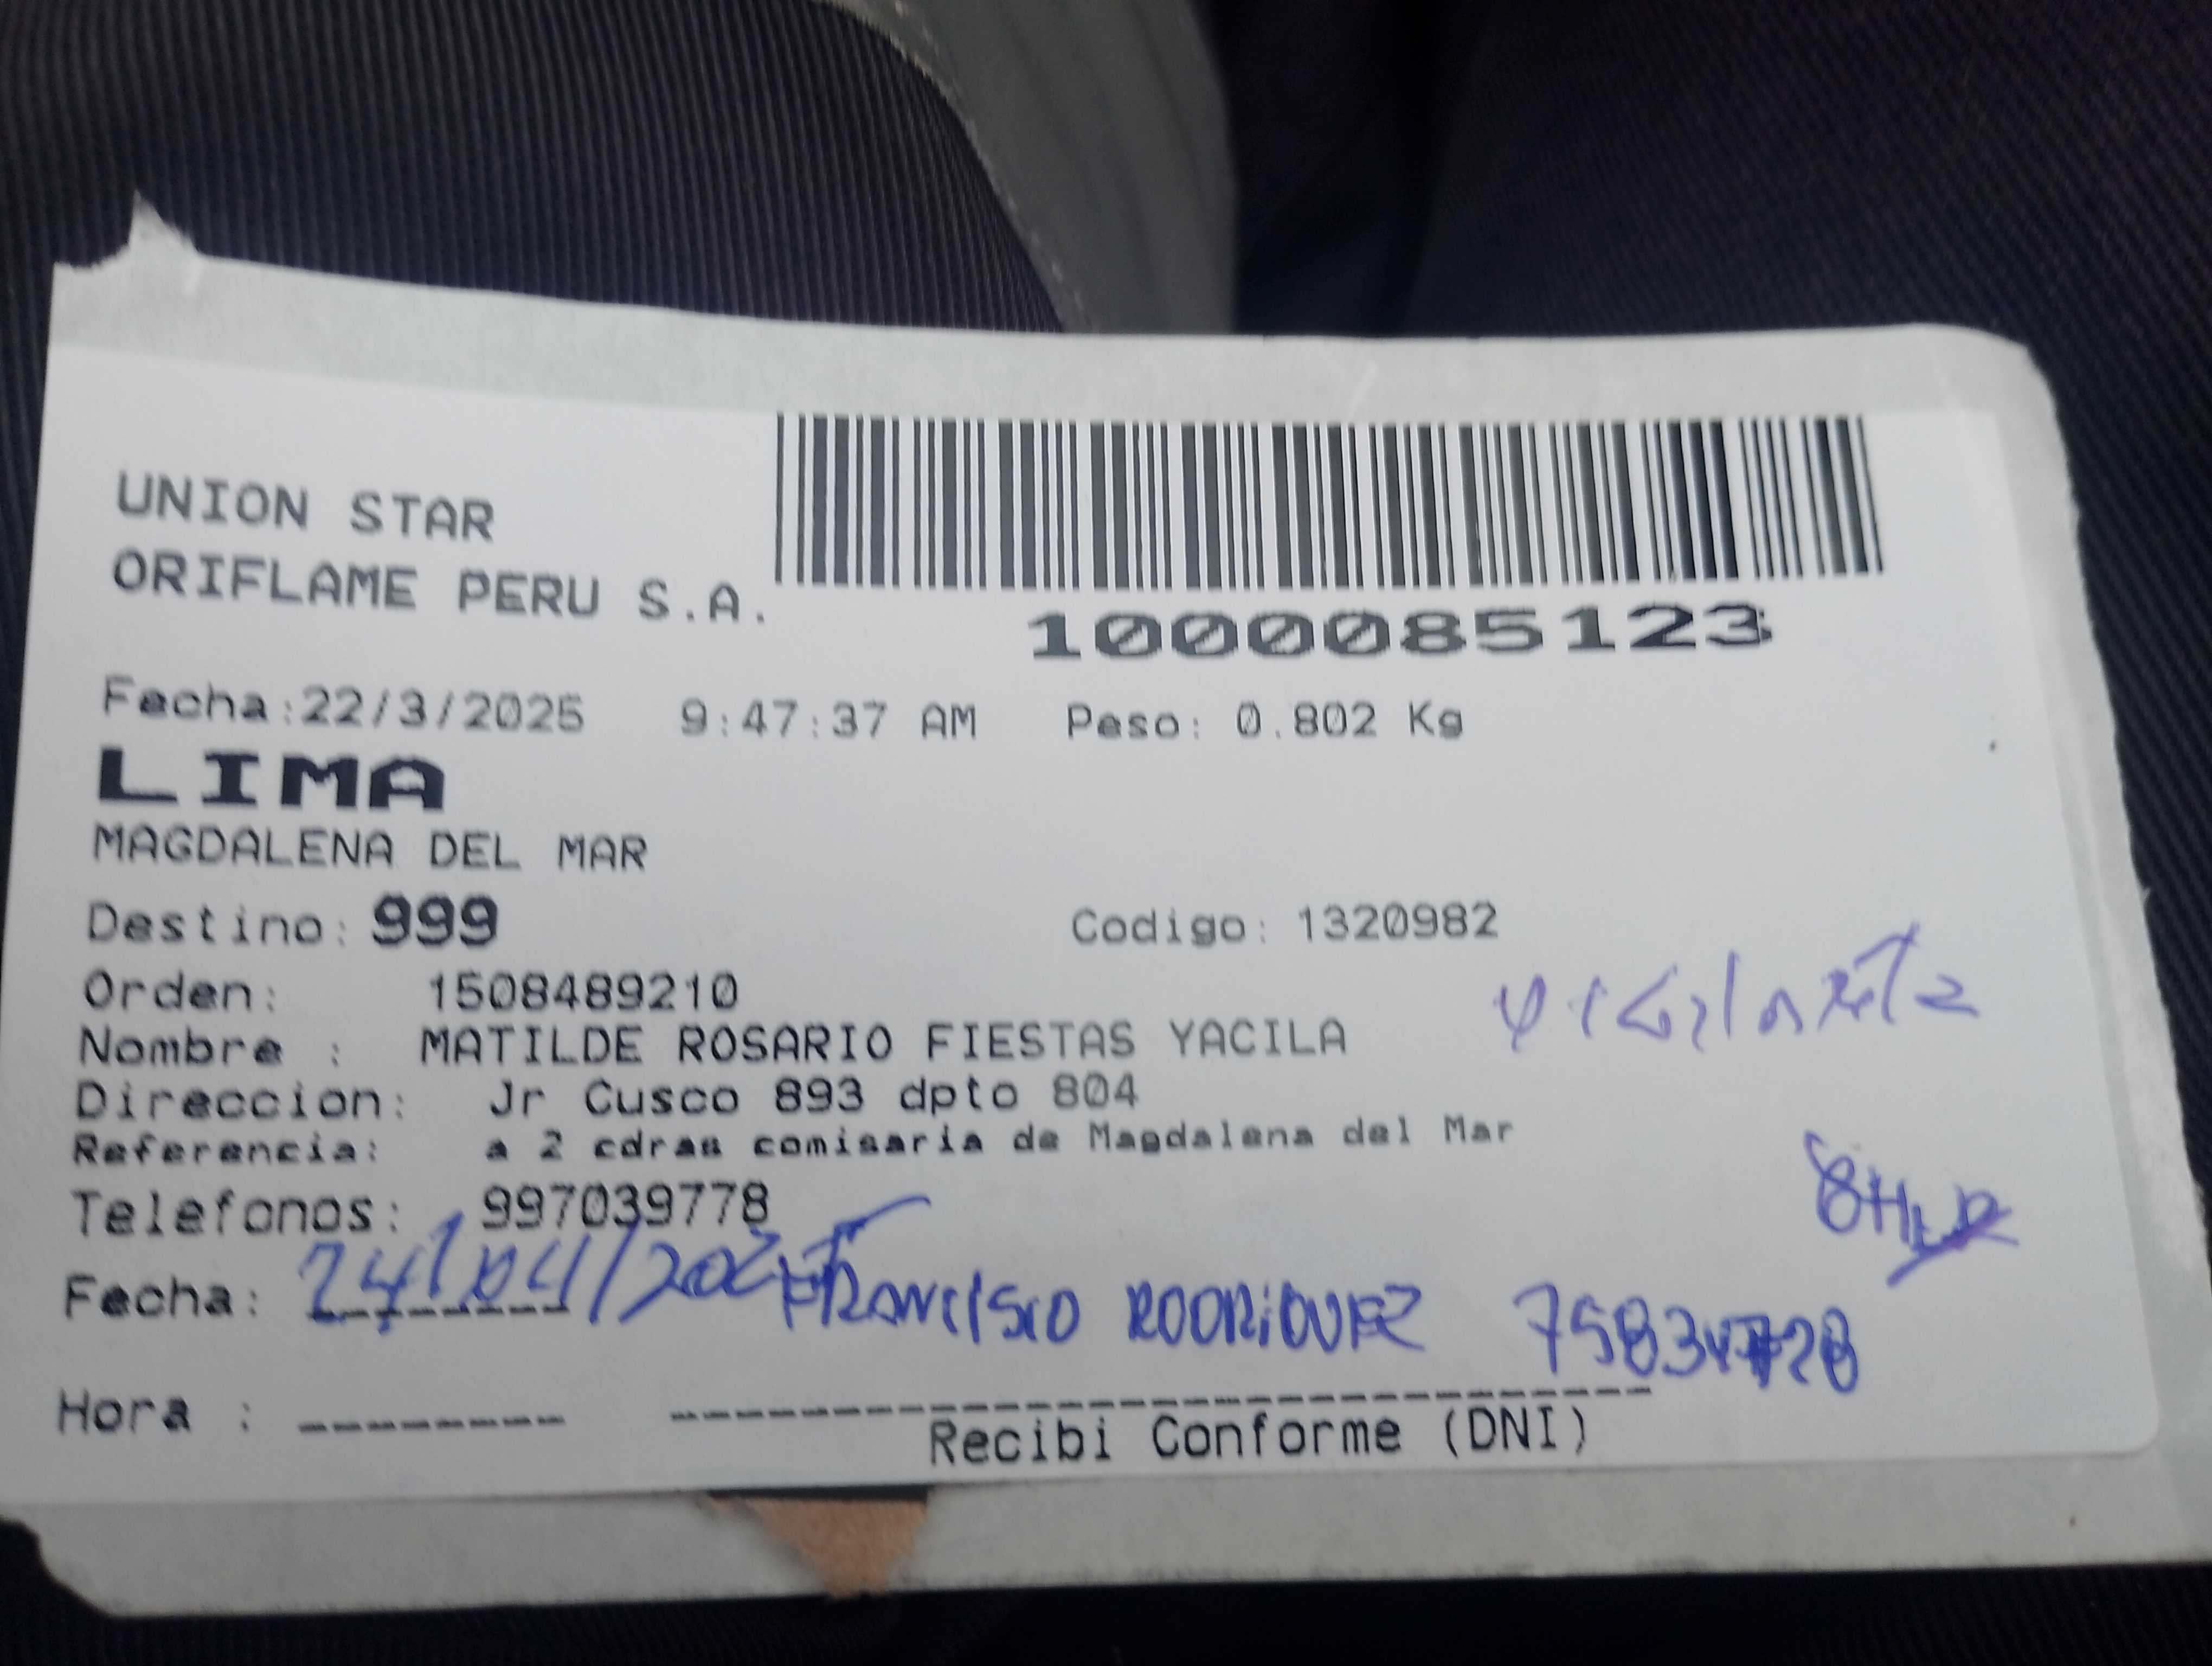 UNION STAR
ORIFLAME PERU S.A.
1000085123
Fecha:22/3/2025 9:47:37 AM Peso: 0.802 Kg
LIMA
MAGDALENA DEL MAR
Destino: 999 Codigo: 1320982
Orden: 1508489210
Nombre : MATILDE ROSARIO FIESTAS YACILA
Direccion: Jr Cusco 893 dpto 804
Referencia: a 2 cdras comisaria de Magdalena del Mar
Telefonos: 997039778
Fecha: FRANCISCO RODRIGUEZ
Hora :
Recibi Conforme (DNI)